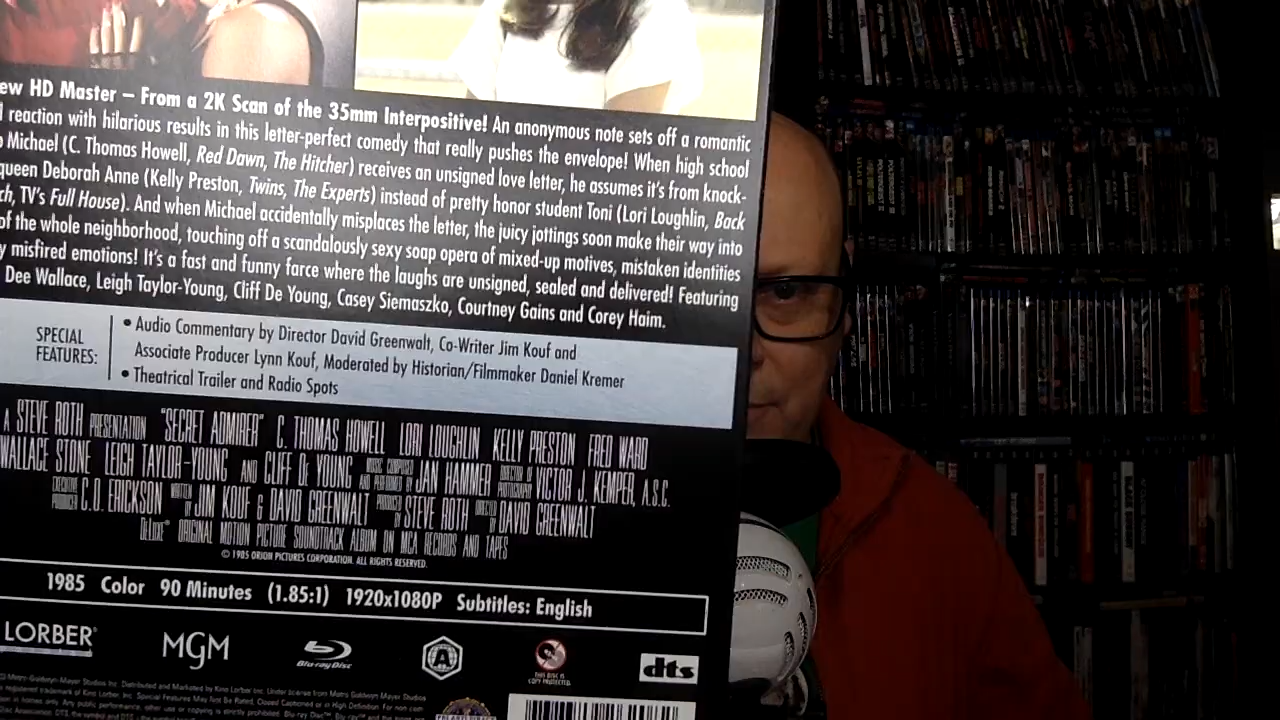 ew HD Master – From a 2K Scan of the 35mm Interpositive! An anonymous note sets off a romantic
reaction with hilarious results in this letter-perfect comedy that really pushes the envelope! When high school
Michael (C. Thomas Howell, Red Dawn, The Hitcher) receives an unsigned love letter, he assumes it's from knock-
queen Deborah Anne (Kelly Preston, Twins, The Experts) instead of pretty honor student Toni (Lori Loughlin, Back
ch, TV's Full House). And when Michael accidentally misplaces the letter, the juicy jottings soon make their way into
of the whole neighborhood, touching off a scandalously sexy soap opera of mixed-up motives, mistaken identities
y misfired emotions! It's a fast and funny farce where the laughs are unsigned, sealed and delivered! Featuring
Dee Wallace, Leigh Taylor-Young, Cliff De Young, Casey Siemaszko, Courtney Gains and Corey Haim.
SPECIAL FEATURES:
• Audio Commentary by Director David Greenwalt, Co-Writer Jim Kouf and
Associate Producer Lynn Kouf, Moderated by Historian/Filmmaker Daniel Kremer
• Theatrical Trailer and Radio Spots
A STEVE ROTH PRESENTATION "SECRET ADMIRER" C. THOMAS HOWELL LORI LOUGHLIN KELLY PRESTON FRED WARD
WALLACE STONE LEIGH TAYLOR-YOUNG AND CLIFF DE YOUNG MUSIC COMPOSED AND PERFORMED BY JAN HAMMER DIRECTOR OF PHOTOGRAPHY VICTOR J. KEMPER, A.S.C.
EXECUTIVE PRODUCER C.O. ERICKSON WRITTEN BY JIM KOUF & DAVID GREENWALT PRODUCED BY STEVE ROTH DIRECTED BY DAVID GREENWALT
DeLuxe® ORIGINAL MOTION PICTURE SOUNDTRACK ALBUM ON MCA RECORDS AND TAPES
© 1985 ORION PICTURES CORPORATION. ALL RIGHTS RESERVED.
1985 Color 90 Minutes (1.85:1) 1920x1080P Subtitles: English
LORBER® MGM Blu-ray Disc A THIS DISC IS COPY PROTECTED dts